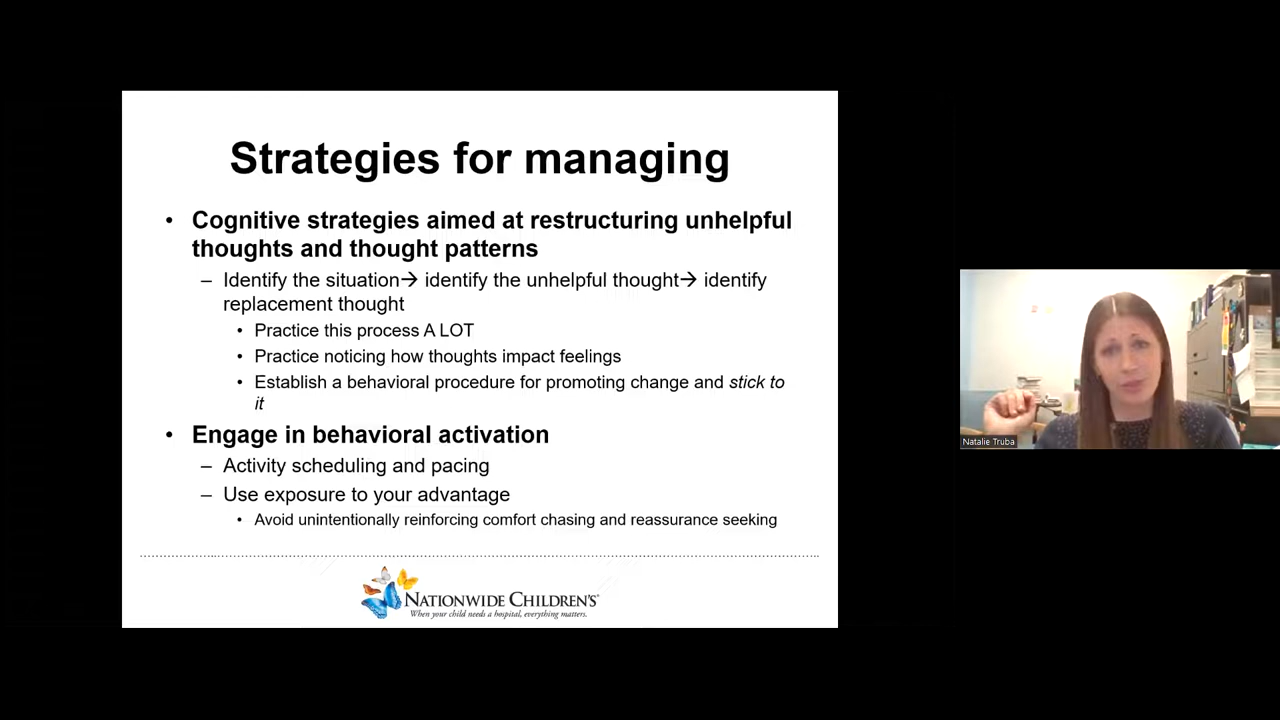 Strategies for managing
• Cognitive strategies aimed at restructuring unhelpful
thoughts and thought patterns
– Identify the situation→ identify the unhelpful thought→ identify
replacement thought
• Practice this process A LOT
• Practice noticing how thoughts impact feelings
• Establish a behavioral procedure for promoting change and stick to
it
• Engage in behavioral activation
– Activity scheduling and pacing
– Use exposure to your advantage
• Avoid unintentionally reinforcing comfort chasing and reassurance seeking
NATIONWIDE CHILDREN'S®
When your child needs a hospital, everything matters.
Natalie Truba